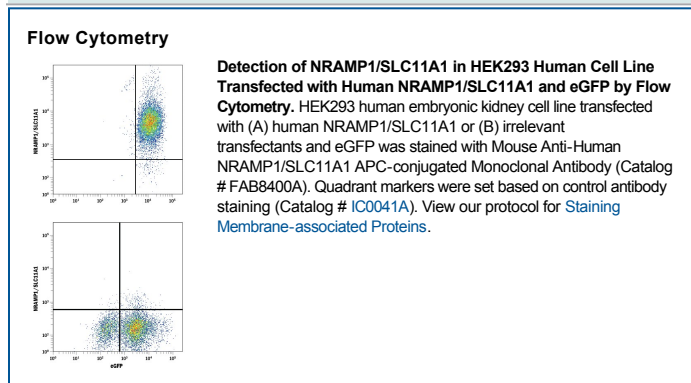 Flow Cytometry
Detection of NRAMP1/SLC11A1 in HEK293 Human Cell Line
Transfected with Human NRAMP1/SLC11A1 and eGFP by Flow
Cytometry. HEK293 human embryonic kidney cell line transfected
with (A) human NRAMP1/SLC11A1 or (B) irrelevant
transfectants and eGFP was stained with Mouse Anti-Human
NRAMP1/SLC11A1 APC-conjugated Monoclonal Antibody (Catalog
# FAB8400A). Quadrant markers were set based on control antibody
staining (Catalog # IC0041A). View our protocol for Staining
Membrane-associated Proteins.
NRAMP1/SLC11A1
NRAMP1/SLC11A1
eGFP